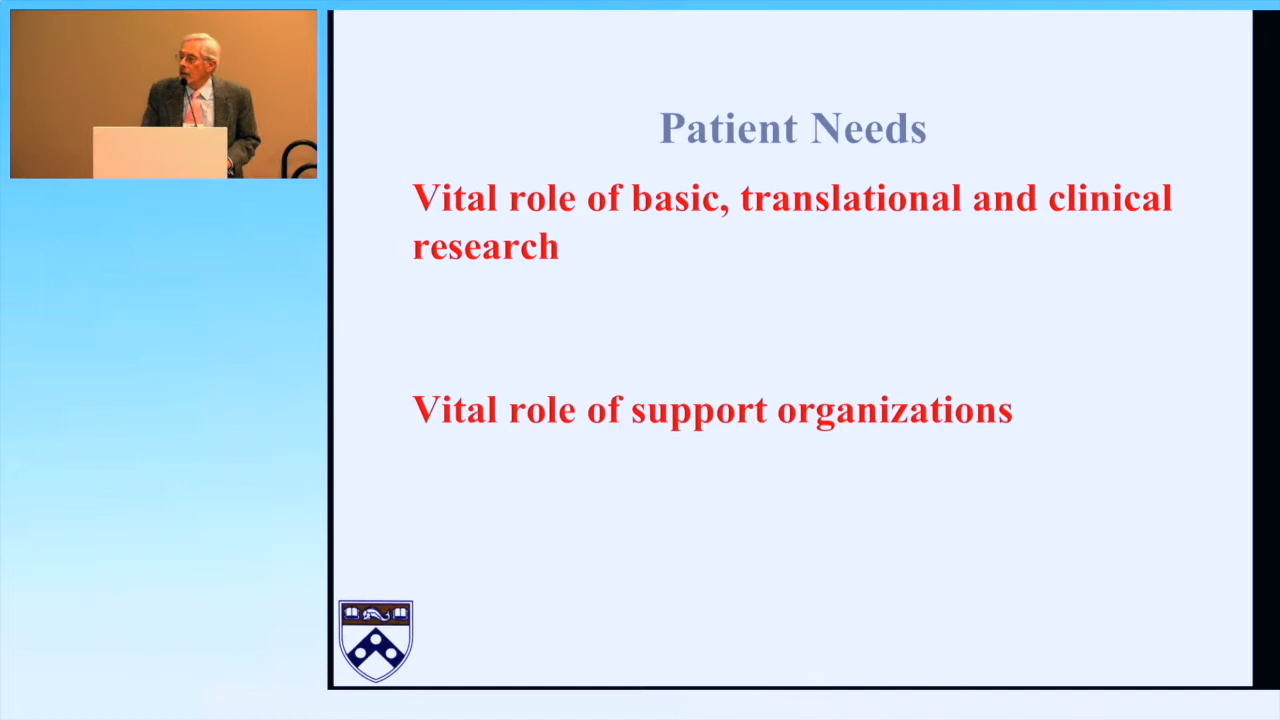 Patient Needs
Vital role of basic, translational and clinical
research
Vital role of support organizations